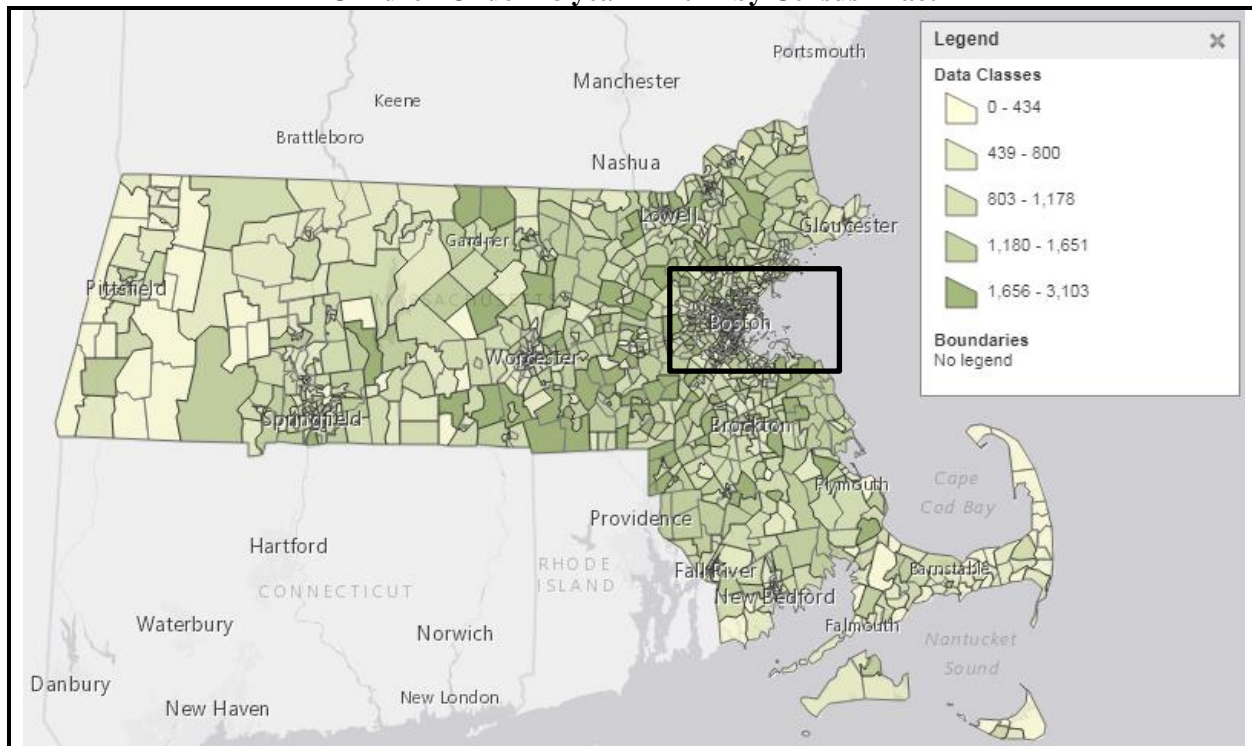 Portsmouth
Manchester
Keene
Brattleboro
Nashua
Lowell
Gloucester
Gardner
Pittsfield
MASSACHUSETTS
Boston
Worcester
Springfield
Brockton
Plymouth
Cape
Cod Bay
Providence
Hartford
RHODE
ISLAND
Fall River
Barnstable
CONNECTICUT
New Bedford
Waterbury
Norwich
Falmouth
Nantucket
Sound
Danbury
New London
New Haven
Legend
Data Classes
0 - 434
439 - 800
803 - 1,178
1,180 - 1,651
1,656 - 3,103
Boundaries
No legend